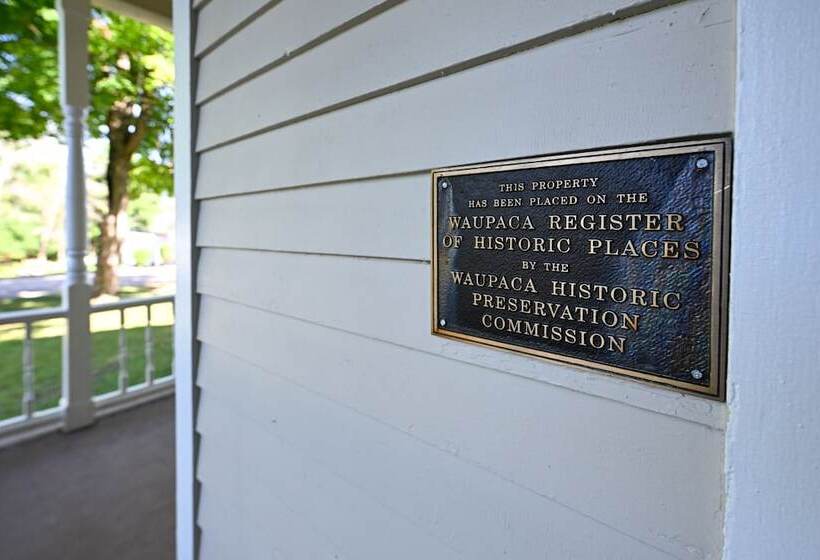 THIS PROPERTY
HAS BEEN PLACED ON THE
WAUPACA REGISTER
OF HISTORIC PLACES
BY THE
WAUPACA HISTORIC
PRESERVATION
COMMISSION